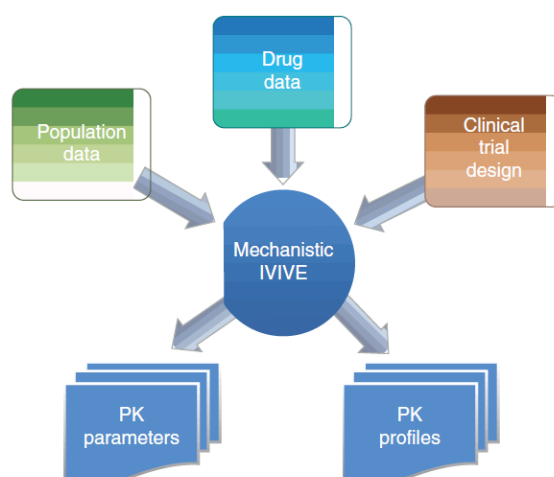 Drug
data
Population
data
Clinical
trial
design
Mechanistic
IVIVE
PK
parameters
PK
profiles